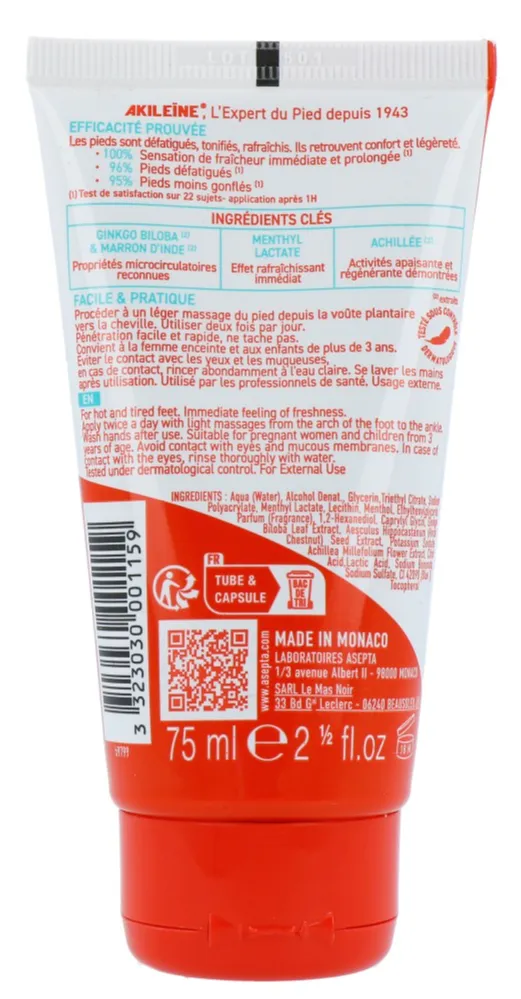 AKILEÏNE®, L'Expert du Pied depuis 1943
EFFICACITÉ PROUVÉE
Les pieds sont défatigués, tonifiés, rafraîchis. Ils retrouvent confort et légèreté.
• 100% Sensation de fraîcheur immédiate et prolongée (1)
• 96% Pieds défatigués (1)
• 95% Pieds moins gonflés (1)
(1) Test de satisfaction sur 22 sujets- application après 1H
INGRÉDIENTS CLÉS
GINKGO BILOBA (2)
& MARRON D'INDE (2)
Propriétés microcirculatoires
reconnues
MENTHYL
LACTATE
Effet rafraîchissant
immédiat
ACHILLÉE (2)
Activités apaisante et
régénérante démontrées
(2) extraits
FACILE & PRATIQUE
Procéder à un léger massage du pied depuis la voûte plantaire
vers la cheville. Utiliser deux fois par jour.
Pénétration facile et rapide, ne tache pas.
Convient à la femme enceinte et aux enfants de plus de 3 ans.
Eviter le contact avec les yeux et les muqueuses,
en cas de contact, rincer abondamment à l'eau claire. Se laver les mains
après utilisation. Utilisé par les professionnels de santé. Usage externe.
TESTÉ SOUS
EN
For hot and tired feet. Immediate feeling of freshness.
Apply twice a day with light massages from the arch of the foot to the ankle.
Wash hands after use. Suitable for pregnant women and children from 3
years of age. Avoid contact with eyes and mucous membranes. In case of
contact with the eyes, rinse thoroughly with water.
Tested under dermatological control. For External Use
INGREDIENTS : Aqua (Water), Alcohol Denat., Glycerin, Triethyl Citrate,
Polyacrylate, Menthyl Lactate, Lecithin, Menthol,
Parfum (Fragrance), 1,2-Hexanediol, Caprylyl Glycol,
Biloba Leaf Extract, Aesculus Hippocastanum
Chestnut) Seed Extract, Potassium
Achillea Millefolium Flower Extract,
Acid, Lactic Acid, Sodium
Sodium Sulfate, CI 42090
FR
TUBE &
CAPSULE
BAC
DE
TRI
3 323030 001159
www.asepta.com
MADE IN MONACO
LABORATOIRES ASEPTA
1/3 avenue Albert II - 98000 MONACO
SARL Le Mas Noir
33 Bd Gal Leclerc - 06240 BEAUSOLEIL
75 ml e 2 ½ fl.oz